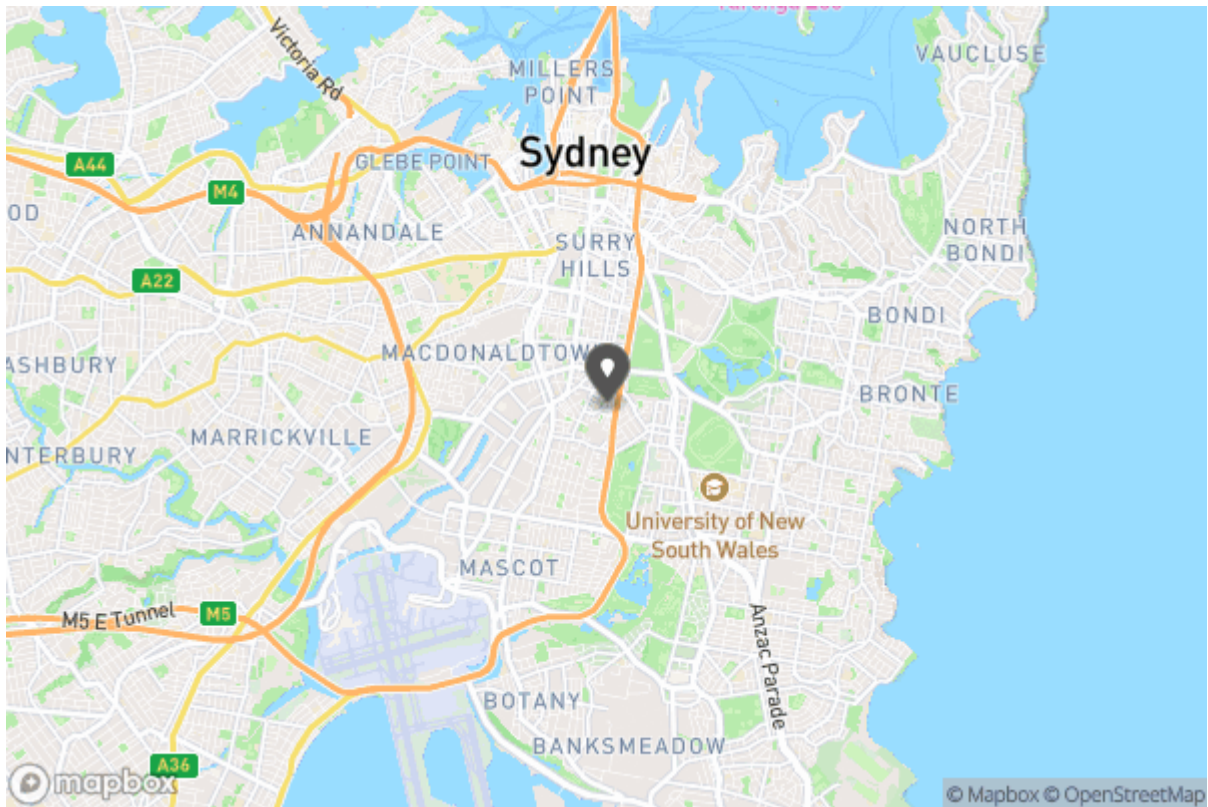 Taronga Zoo
VAUCLUSE
Victoria Rd
MILLERS
POINT
Sydney
A44
GLEBE POINT
M4
OD
ANNANDALE
NORTH
BONDI
SURRY
HILLS
A22
BONDI
ASHBURY
MACDONALDTOWN
BRONTE
MARRICKVILLE
NTERBURY
University of New
South Wales
MASCOT
M5 E Tunnel
M5
Anzac Parade
BOTANY
BANKSMEADOW
A36
mapbox
© Mapbox © OpenStreetMap